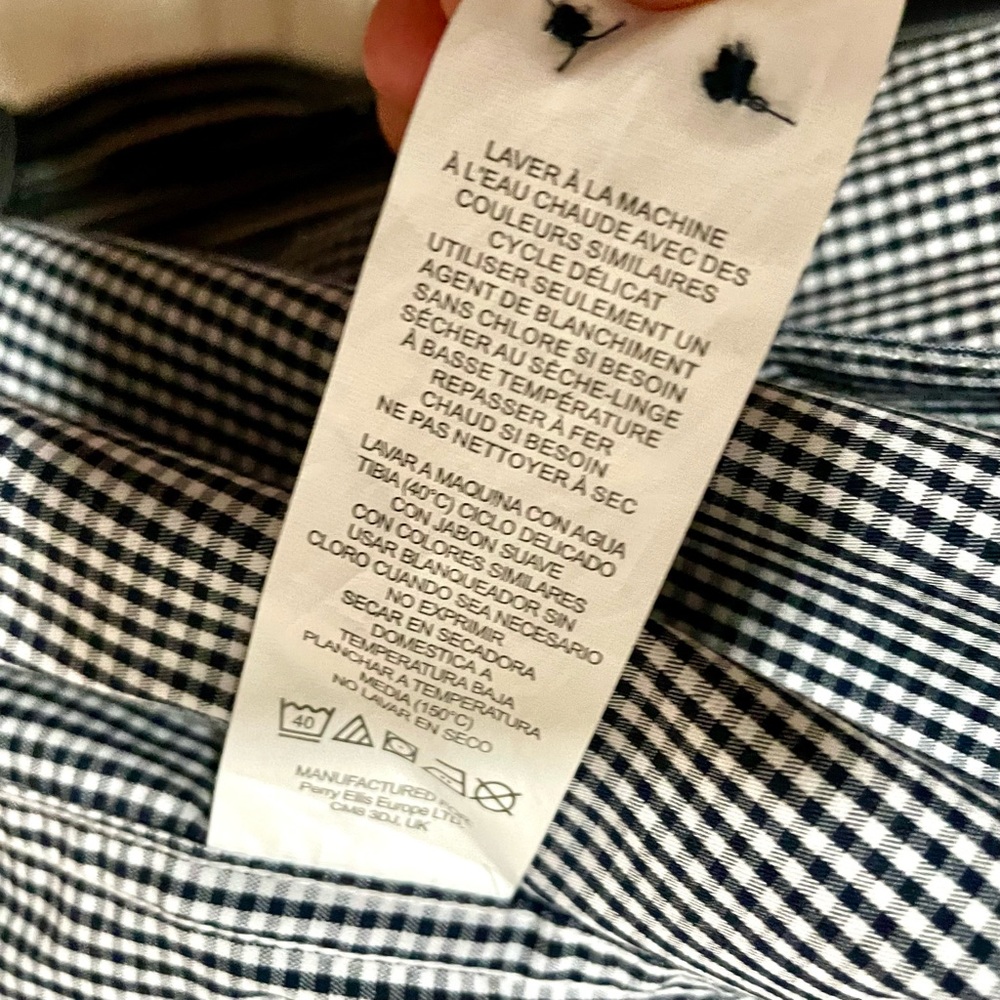 LAVER À LA MACHINE
À L'EAU CHAUDE AVEC DES
COULEURS SIMILAIRES
CYCLE DÉLICAT
UTILISER SEULEMENT UN
AGENT DE BLANCHIMENT
SANS CHLORE SI BESOIN
SÉCHER AU SÈCHE-LINGE
À BASSE TEMPÉRATURE
REPASSER À FER
CHAUD SI BESOIN
NE PAS NETTOYER À SEC
LAVAR A MAQUINA CON AGUA
TIBIA (40°C) CICLO DELICADO
CON JABON SUAVE
CON COLORES SIMILARES
USAR BLANQUEADOR SIN
CLORO CUANDO SEA NECESARIO
NO EXPRIMIR
SECAR EN SECADORA
DOMESTICA A
TEMPERATURA BAJA
PLANCHAR A TEMPERATURA
MEDIA (150°C)
NO LAVAR EN SECO
40
MANUFACTURED
Perry Ellis Europe LTD.
CM8 3DJ, UK